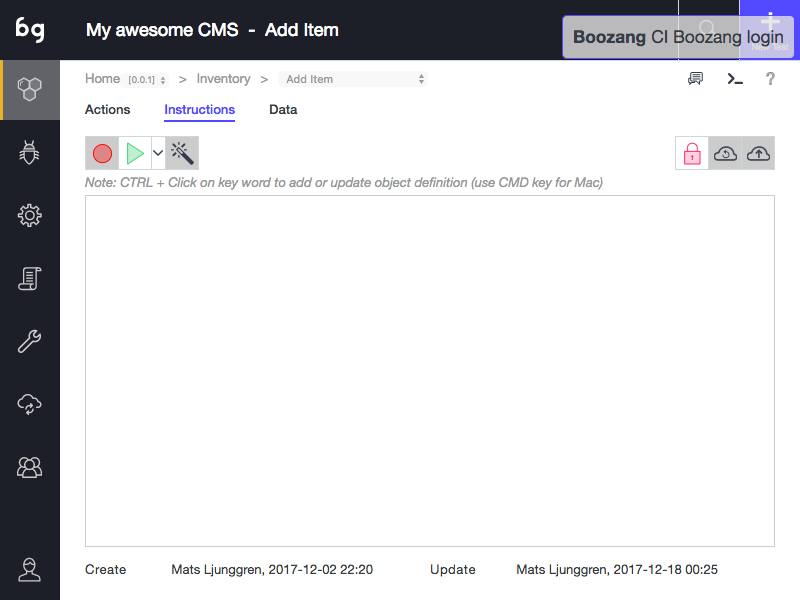 bg
My awesome CMS - Add Item
Boozang CI Boozang login
Home [0.0.1] > Inventory > Add Item
?
Actions Instructions Data
Note: CTRL + Click on key word to add or update object definition (use CMD key for Mac)
Create Mats Ljunggren, 2017-12-02 22:20 Update Mats Ljunggren, 2017-12-18 00:25